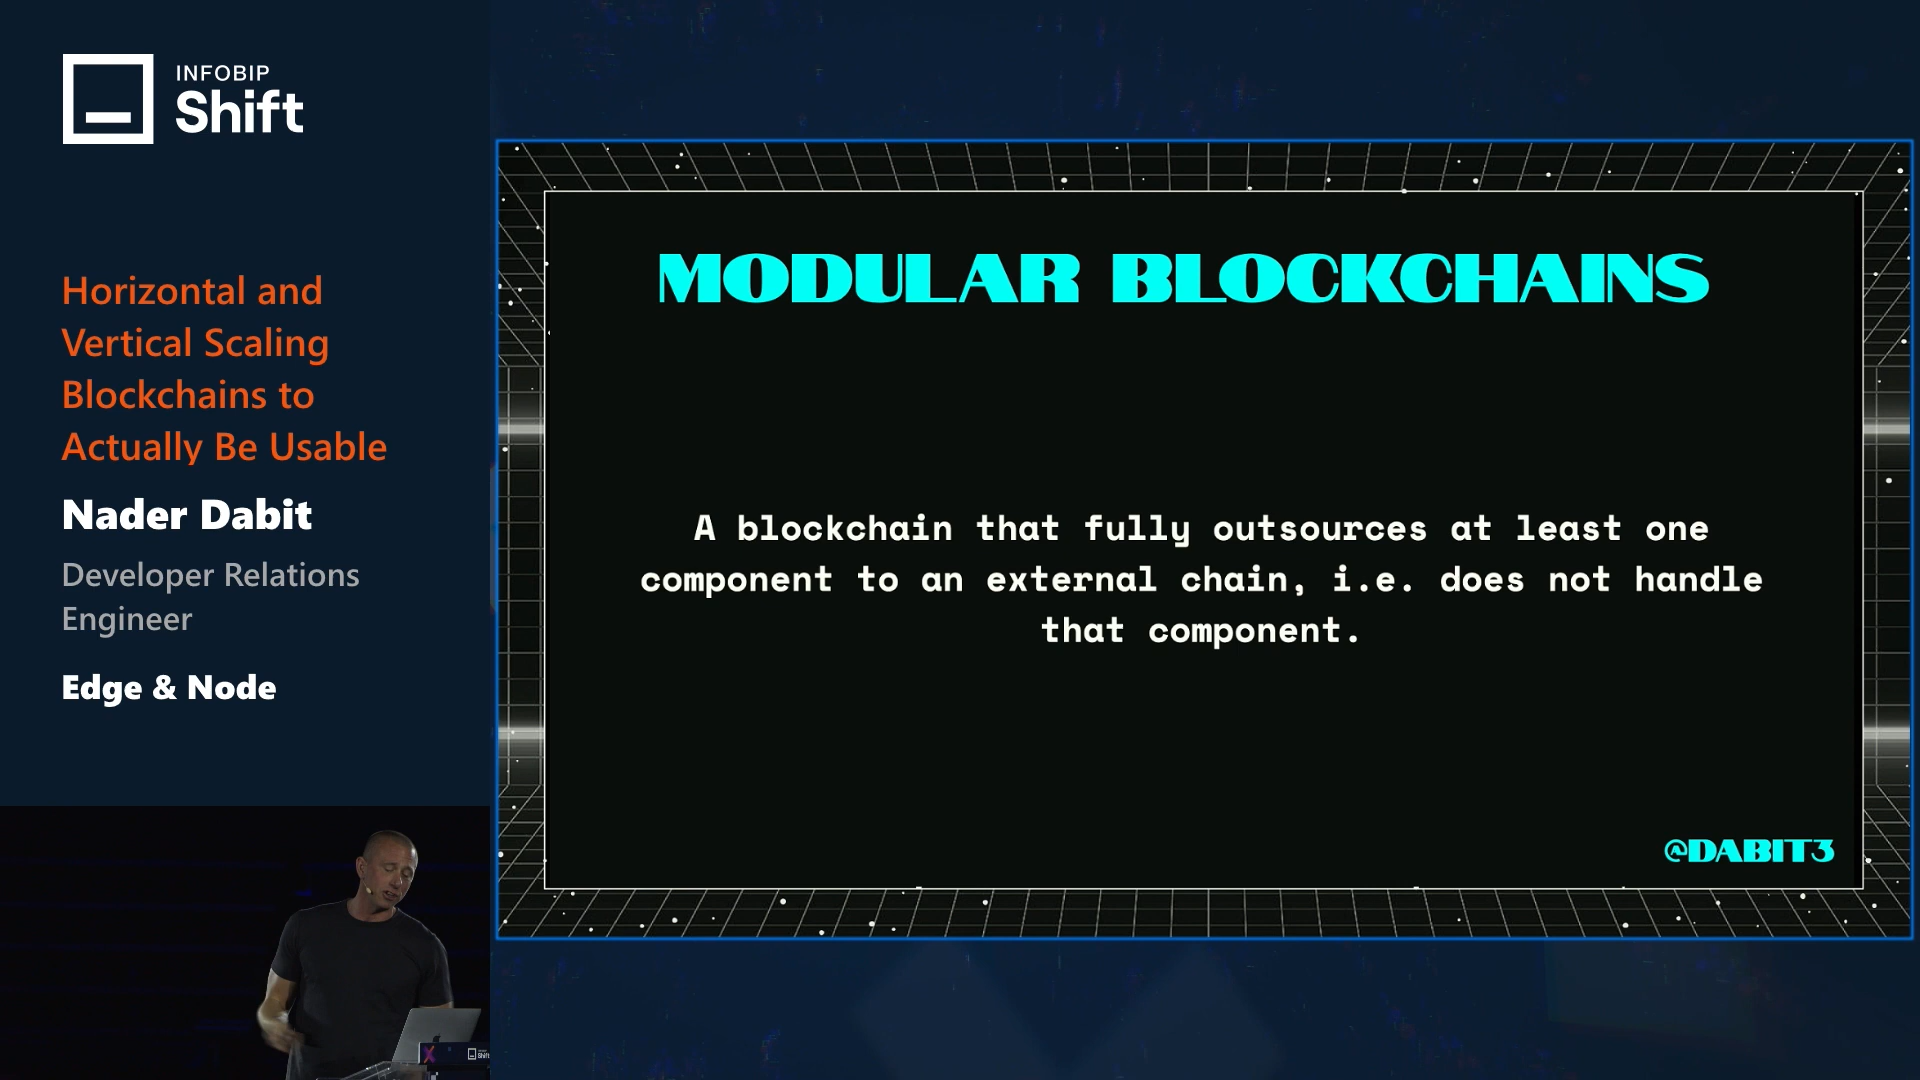 INFOBIP
Shift
Horizontal and
Vertical Scaling
Blockchains to
Actually Be Usable
Nader Dabit
Developer Relations
Engineer
Edge & Node
MODULAR BLOCKCHAINS
A blockchain that fully outsources at least one
component to an external chain, i.e. does not handle
that component.
@DABIT3
Shift